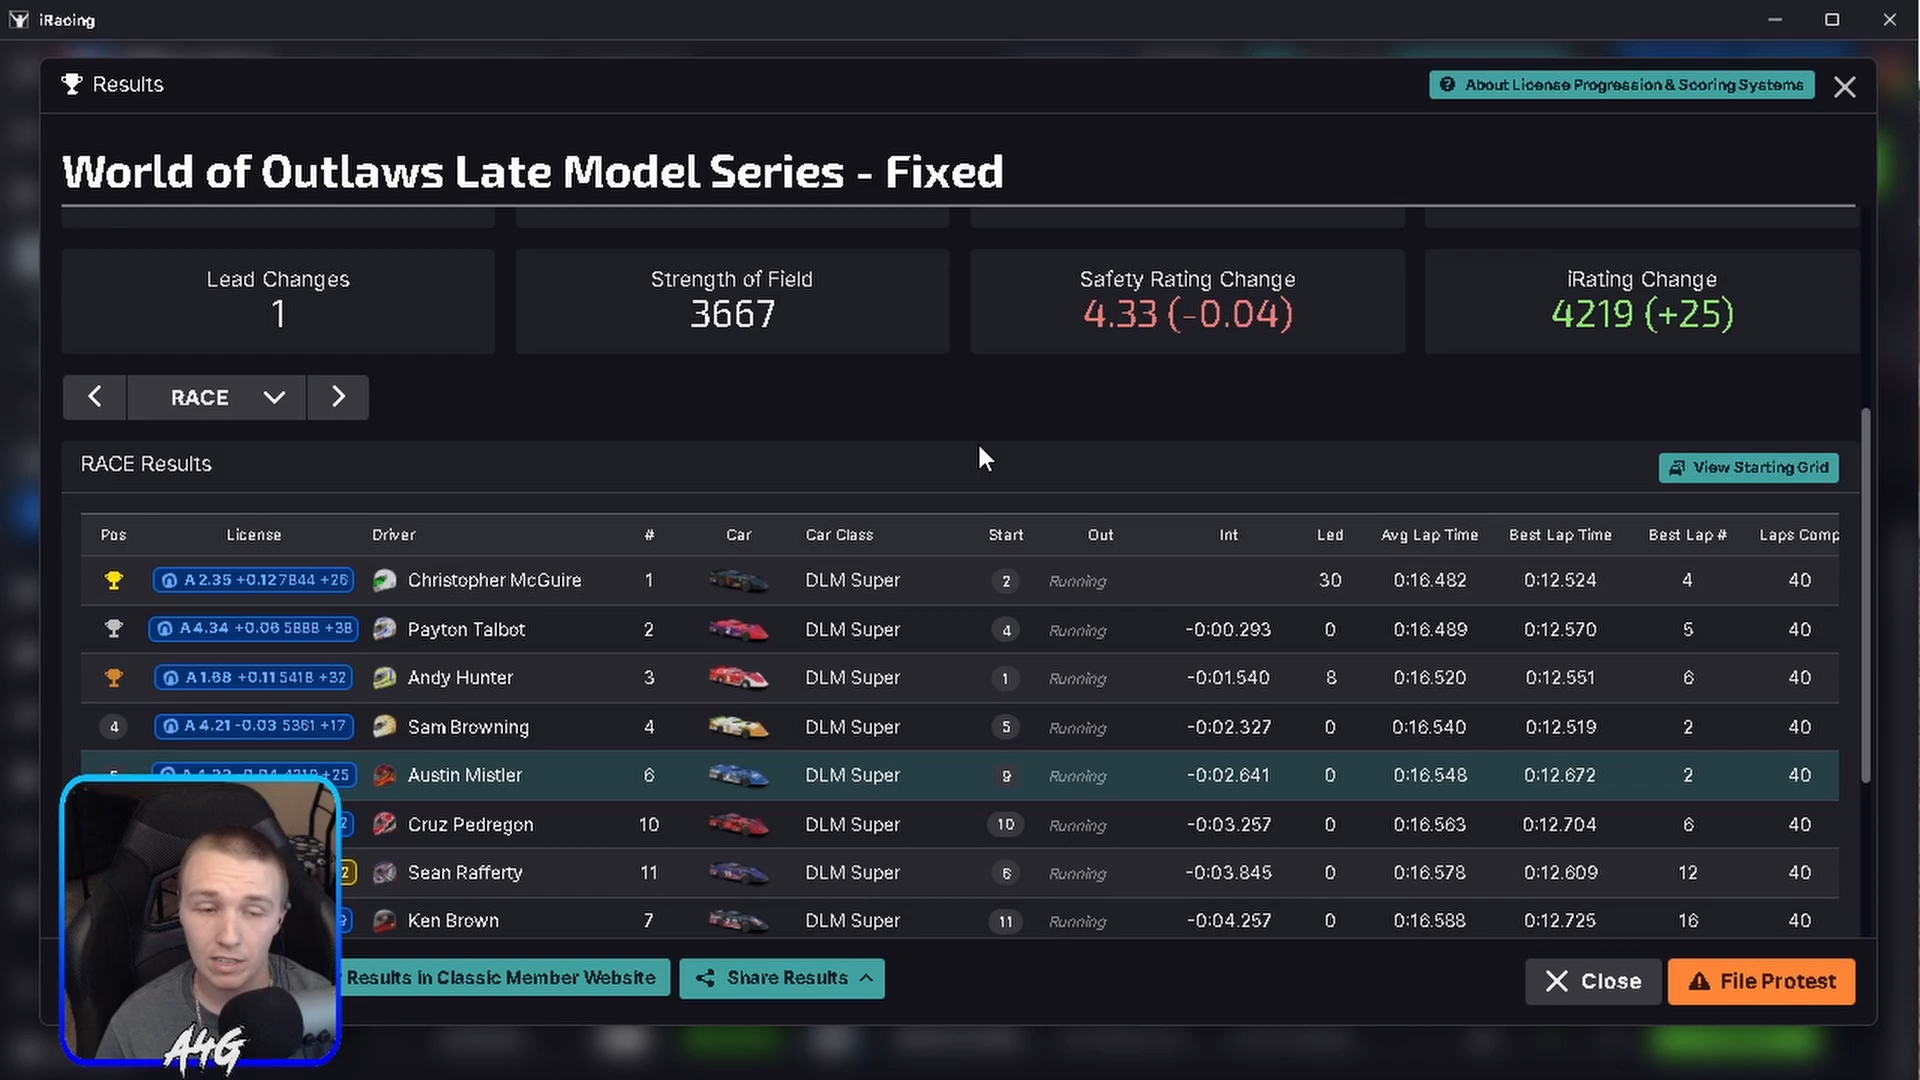 iRacing
Results
About License Progression & Scoring Systems
World of Outlaws Late Model Series - Fixed
Lead Changes
1
Strength of Field
3667
Safety Rating Change
4.33 (-0.04)
iRating Change
4219 (+25)
RACE
RACE Results
View Starting Grid
Pos License Driver # Car Car Class Start Out Int Led Avg Lap Time Best Lap Time Best Lap # Laps Comp
A 2.35 +0.12 7844 +26 Christopher McGuire 1 DLM Super 2 Running 30 0:16.482 0:12.524 4 40
A 4.34 +0.06 5888 +38 Payton Talbot 2 DLM Super 4 Running -0:00.293 0 0:16.489 0:12.570 5 40
A 1.68 +0.11 5418 +32 Andy Hunter 3 DLM Super 1 Running -0:01.540 8 0:16.520 0:12.551 6 40
4 A 4.21 -0.03 5361 +17 Sam Browning 4 DLM Super 5 Running -0:02.327 0 0:16.540 0:12.519 2 40
+25 Austin Mistler 6 DLM Super 9 Running -0:02.641 0 0:16.548 0:12.672 2 40
2 Cruz Pedregon 10 DLM Super 10 Running -0:03.257 0 0:16.563 0:12.704 6 40
2 Sean Rafferty 11 DLM Super 6 Running -0:03.845 0 0:16.578 0:12.609 12 40
Ken Brown 7 DLM Super 11 Running -0:04.257 0 0:16.588 0:12.725 16 40
Results in Classic Member Website
Share Results
Close
File Protest
A4G